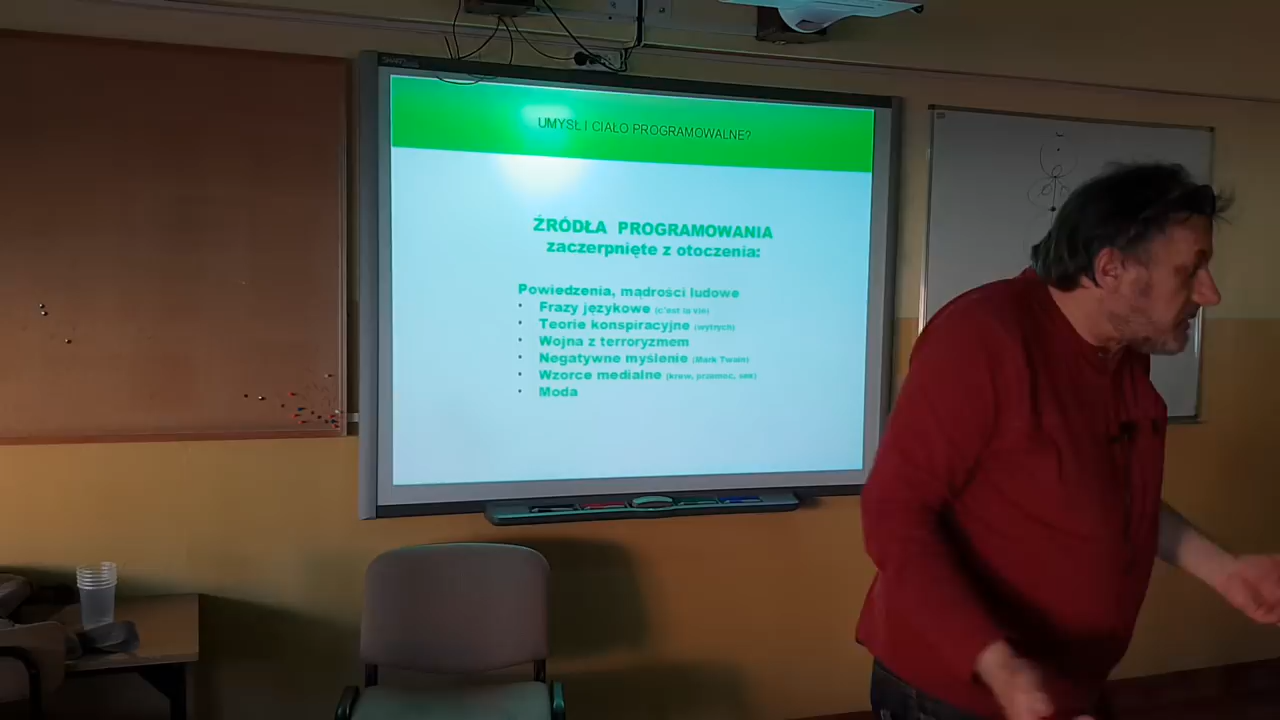 UMYSŁ I CIAŁO PROGRAMOWALNE?
ŹRÓDŁA PROGRAMOWANIA
zaczerpnięte z otoczenia:
Powiedzenia, mądrości ludowe
• Frazy językowe (c'est la vie)
• Teorie konspiracyjne (wytrych)
• Wojna z terroryzmem
• Negatywne myślenie (Mark Twain)
• Wzorce medialne (krew, przemoc, sex)
• Moda